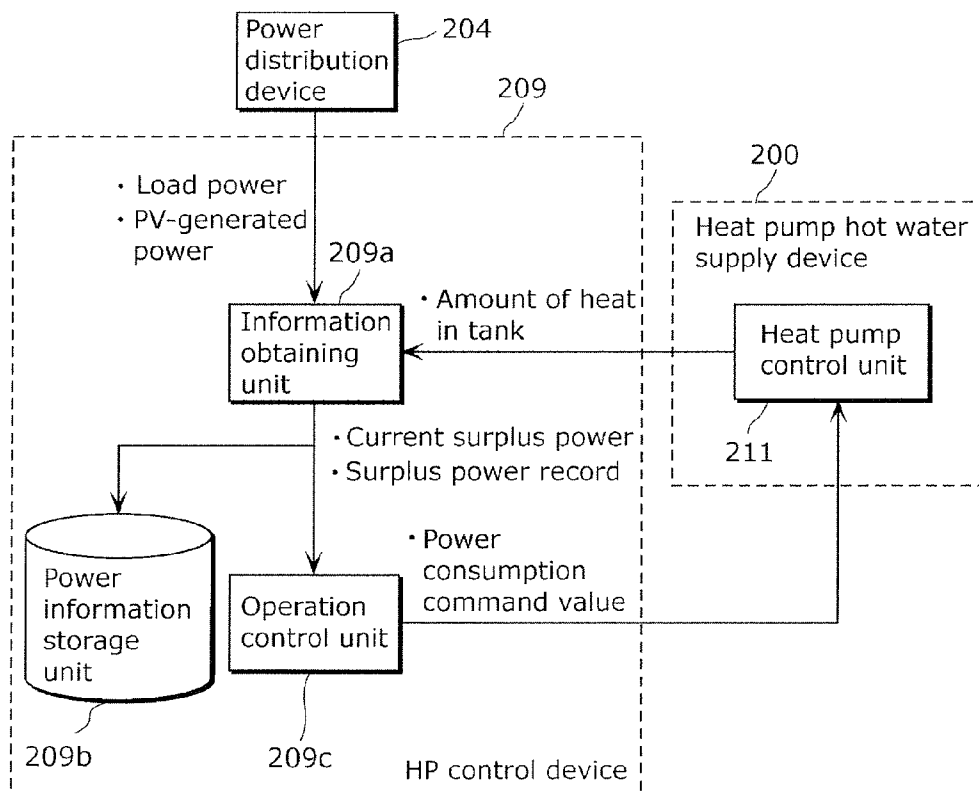 Power
distribution
device
204
209
・Load power
・PV-generated
power
209a
200
Heat pump hot water
supply device
Information
obtaining
unit
・Amount of heat
in tank
Heat pump
control unit
211
・Current surplus power
・Surplus power record
Power
information
storage
unit
209b
Operation
control unit
209c
・Power
consumption
command value
HP control device